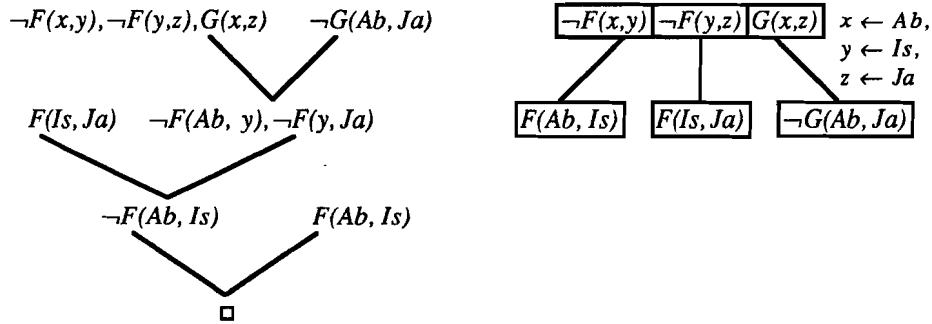 ¬F(x,y),¬F(y,z),G(x,z) ¬G(Ab, Ja)
F(Is, Ja) ¬F(Ab, y),¬F(y, Ja)
¬F(Ab, Is) F(Ab, Is)
□
¬F(x,y) ¬F(y,z) G(x,z) x ← Ab,
y ← Is,
z ← Ja
F(Ab, Is) F(Is, Ja) ¬G(Ab, Ja)